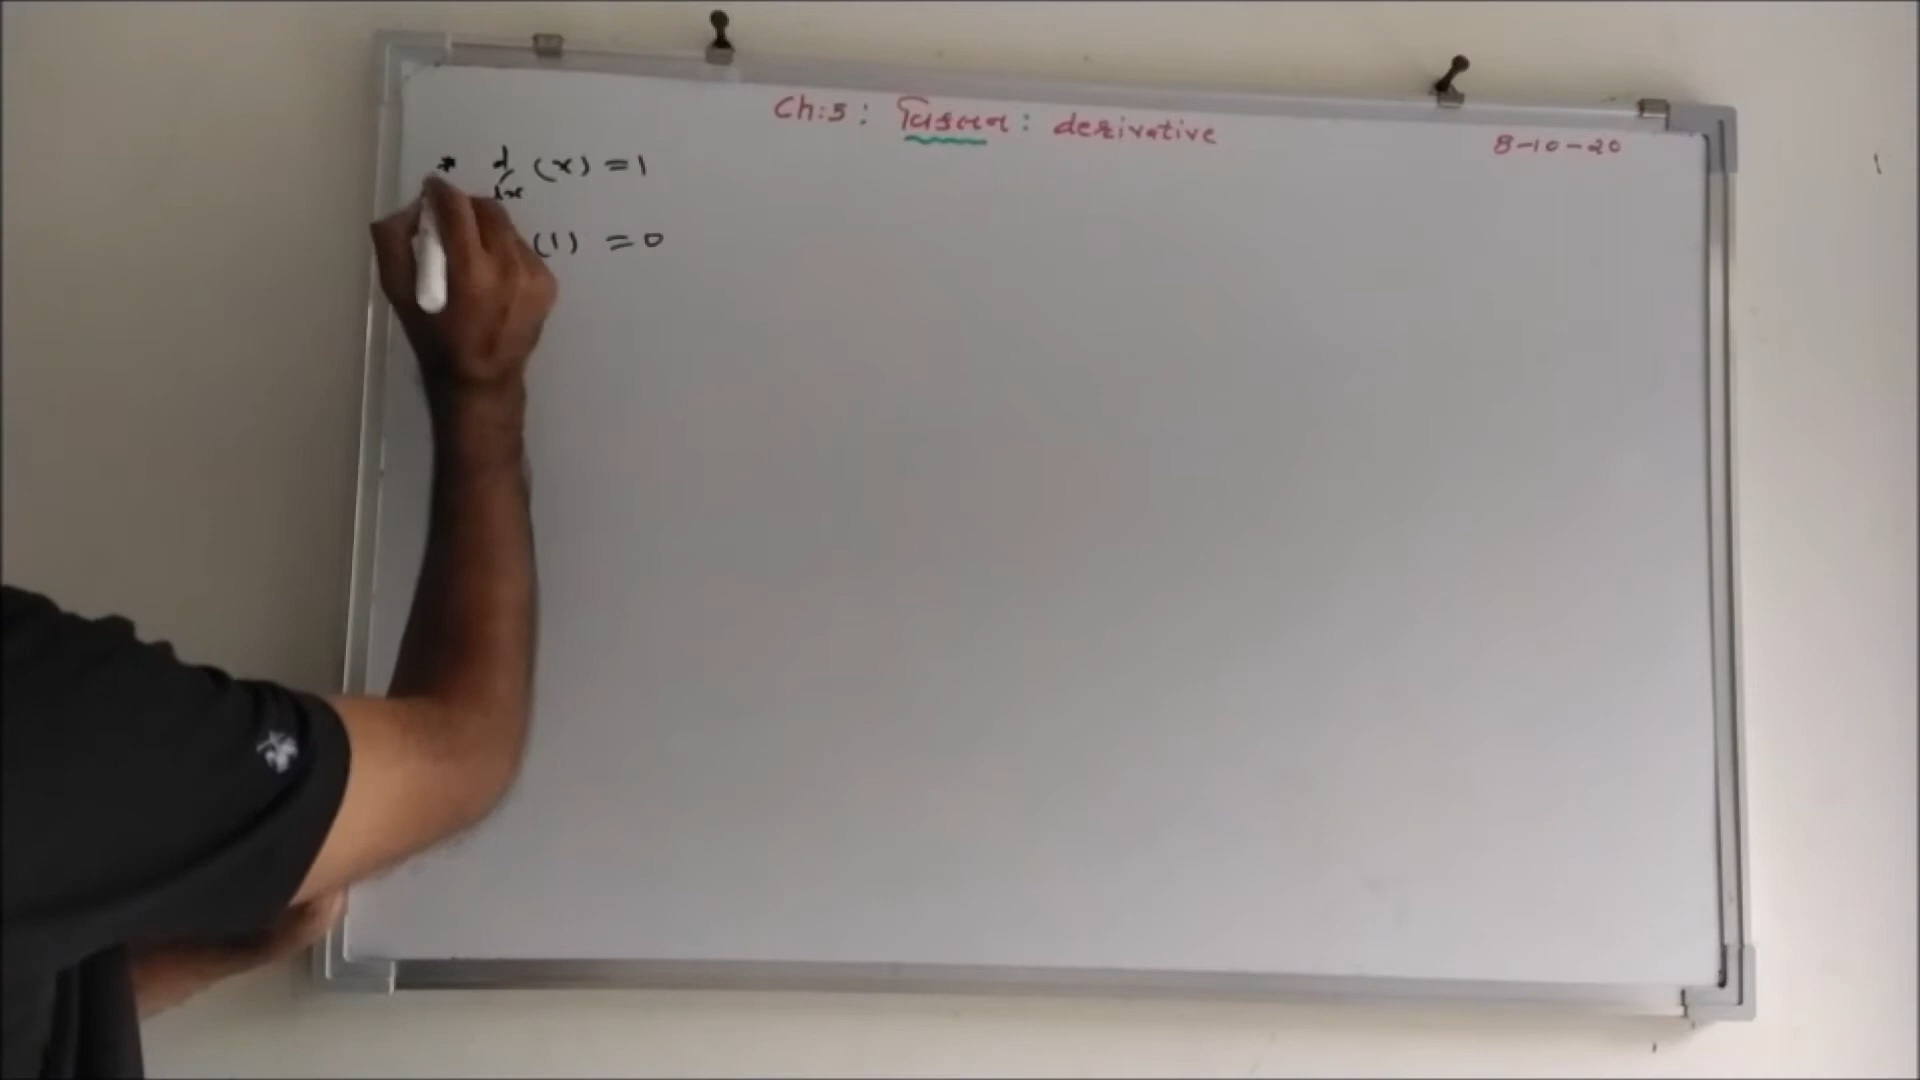 Ch:5 : વિકલન : derivative
8-10-20
* d/dx (x) = 1
(1) = 0